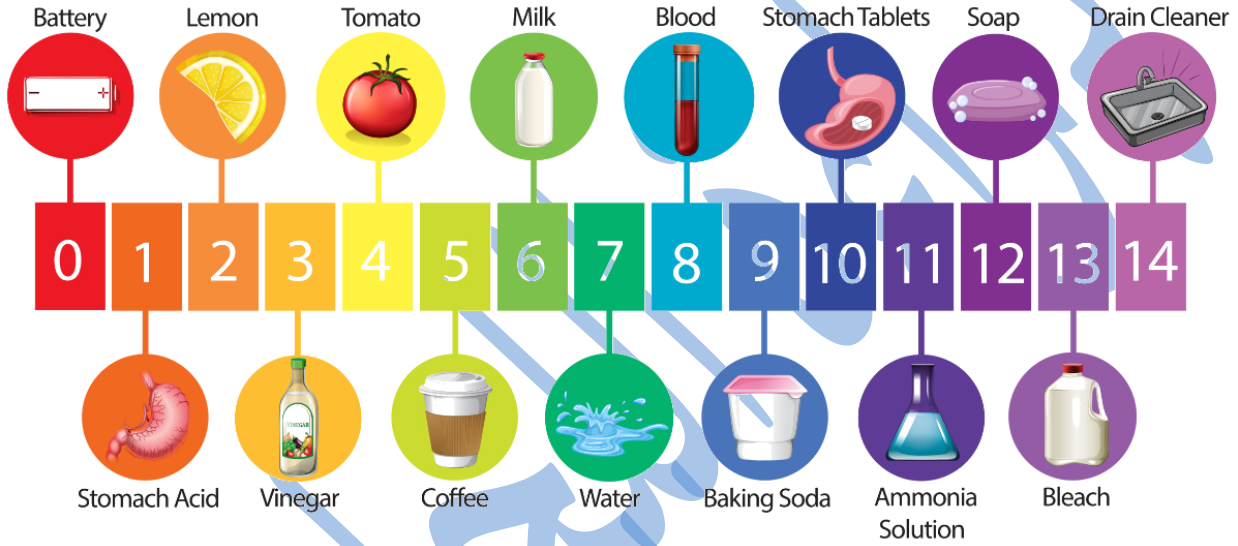 Battery Lemon Tomato Milk Blood Stomach Tablets Soap Drain Cleaner
0 1 2 3 4 5 6 7 8 9 10 11 12 13 14
VINEGAR
Stomach Acid Vinegar Coffee Water Baking Soda Ammonia Solution Bleach